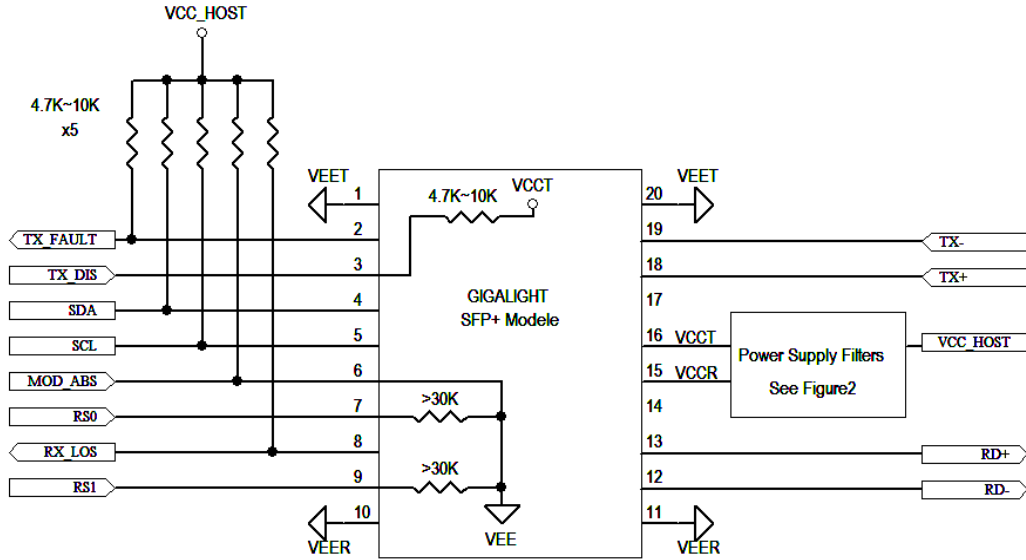 VCC_HOST
4.7K~10K
x5
VEET
1
4.7K~10K
VCCT
20
VEET
TX_FAULT
2
19
TX-
TX_DIS
3
18
TX+
SDA
4
GIGALIGHT
SFP+ Modele
17
SCL
5
16
VCCT
Power Supply Filters
See Figure2
VCC_HOST
MOD_ABS
6
15
VCCR
RS0
7
>30K
14
RX_LOS
8
13
RD+
RS1
9
>30K
12
RD-
10
VEER
VEE
11
VEER